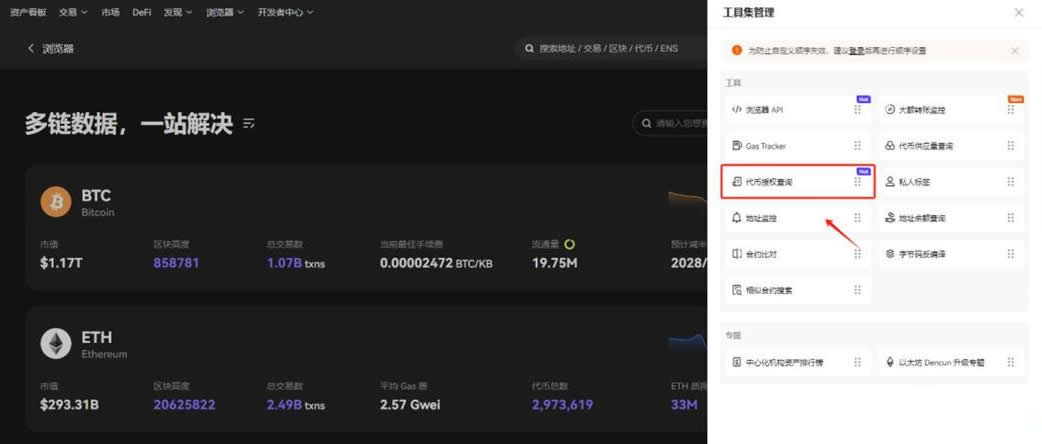 资产看板 交易 市场 DeFi 发现 浏览器 开发者中心
浏览器
搜索地址 / 交易 / 区块 / 代币 / ENS
多链数据，一站解决
请输入您想
BTC
Bitcoin
市值 区块高度 总交易数 当前最佳手续费 流通量 预计减半
$1.17T 858781 1.07B txns 0.00002472 BTC/KB 19.75M 2028/
ETH
Ethereum
市值 区块高度 总交易数 平均 Gas 费 代币总数 ETH 质押
$293.31B 20625822 2.49B txns 2.57 Gwei 2,973,619 33M
工具集管理
为防止自定义顺序失效，建议登录后再进行顺序设置
工具
浏览器 API Hot 大额转账监控 New
Gas Tracker 代币供应量查询
代币授权查询 Hot 私人标签
地址监控 地址余额查询
合约比对 字节码反编译
相似合约搜索
专题
中心化机构资产排行榜 以太坊 Dencun 升级专题